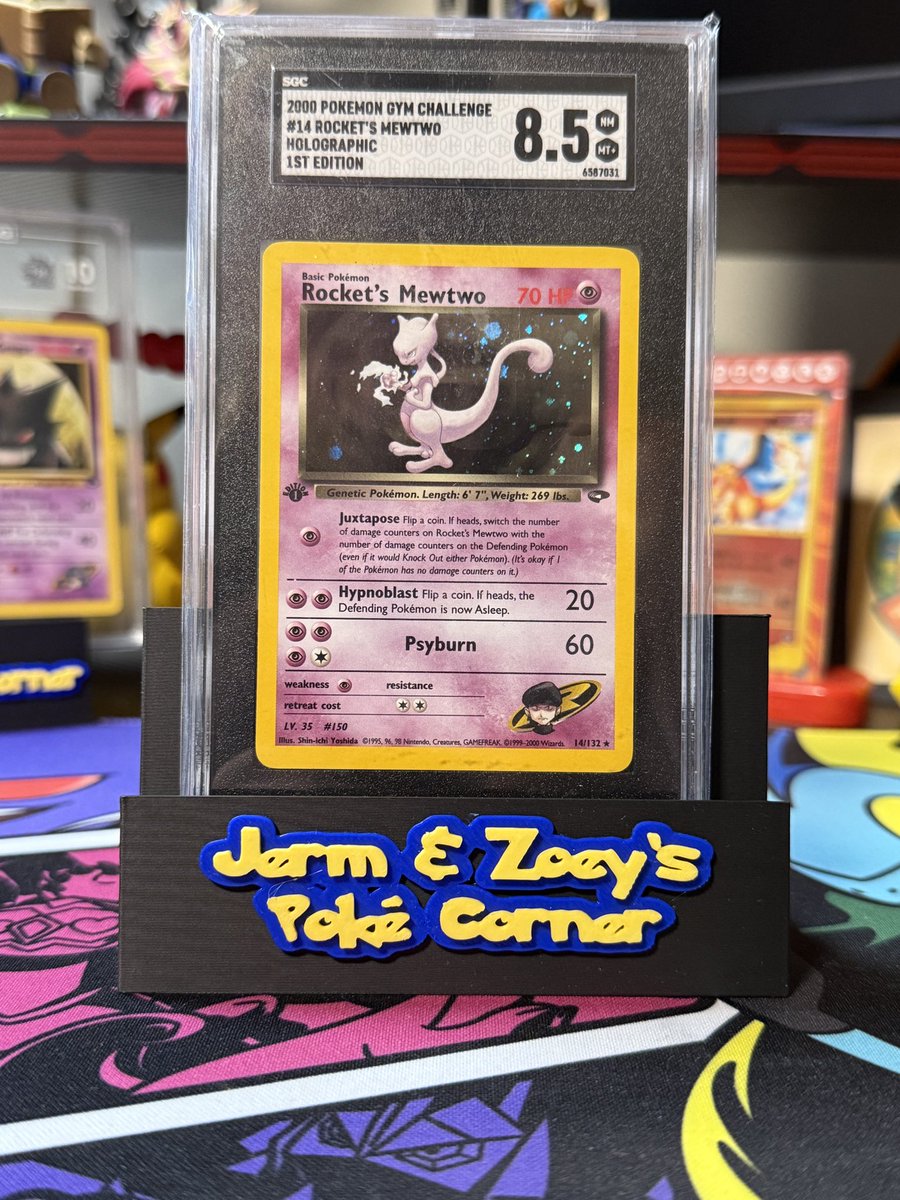 SGC
2000 POKEMON GYM CHALLENGE
#14 ROCKET'S MEWTWO
HOLOGRAPHIC
1ST EDITION
8.5
NM
MT+
6587031
10
Basic Pokémon
Rocket's Mewtwo 70 HP
EDITION
1
Genetic Pokémon. Length: 6' 7", Weight: 269 lbs.
Juxtapose Flip a coin. If heads, switch the number
of damage counters on Rocket's Mewtwo with the
number of damage counters on the Defending Pokémon
(even if it would Knock Out either Pokémon). (It's okay if 1
of the Pokémon has no damage counters on it.)
Hypnoblast Flip a coin. If heads, the
Defending Pokémon is now Asleep.
20
Psyburn 60
weakness resistance
retreat cost
LV. 35 #150
Illus. Shin-ichi Yoshida ©1995, 96, 98 Nintendo, Creatures, GAMEFREAK. ©1999-2000 Wizards. 14/132 ★
Jerm & Zoey's
Poké Corner
orner